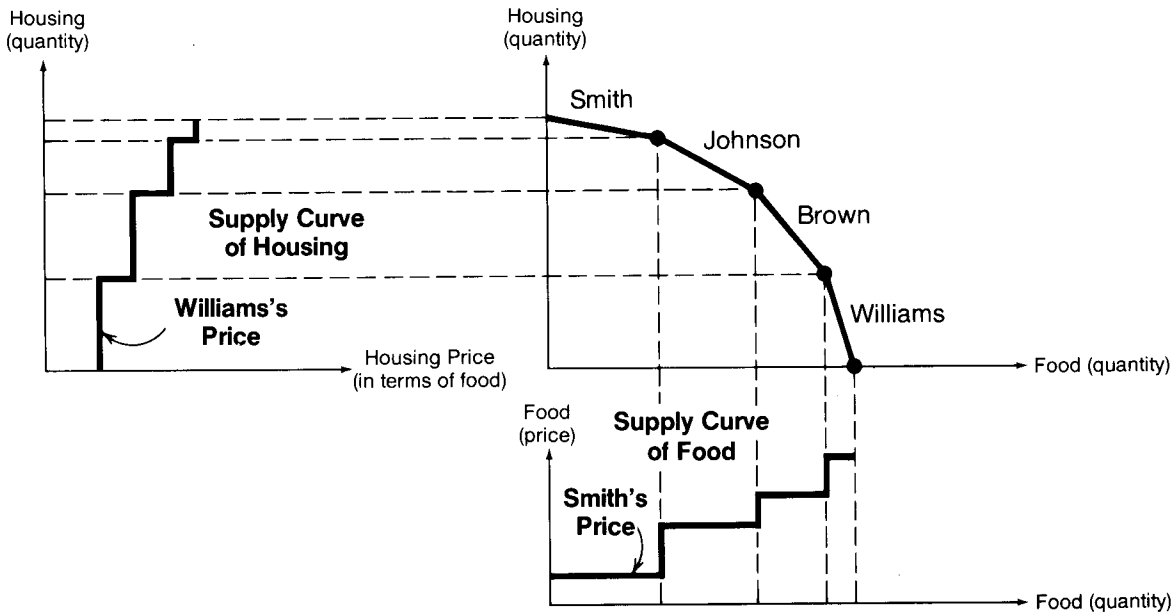 Housing
(quantity)
Supply Curve
of Housing
Williams's
Price
Housing Price
(in terms of food)
Housing
(quantity)
Smith
Johnson
Brown
Williams
Food (quantity)
Food
(price)
Supply Curve
of Food
Smith's
Price
Food (quantity)